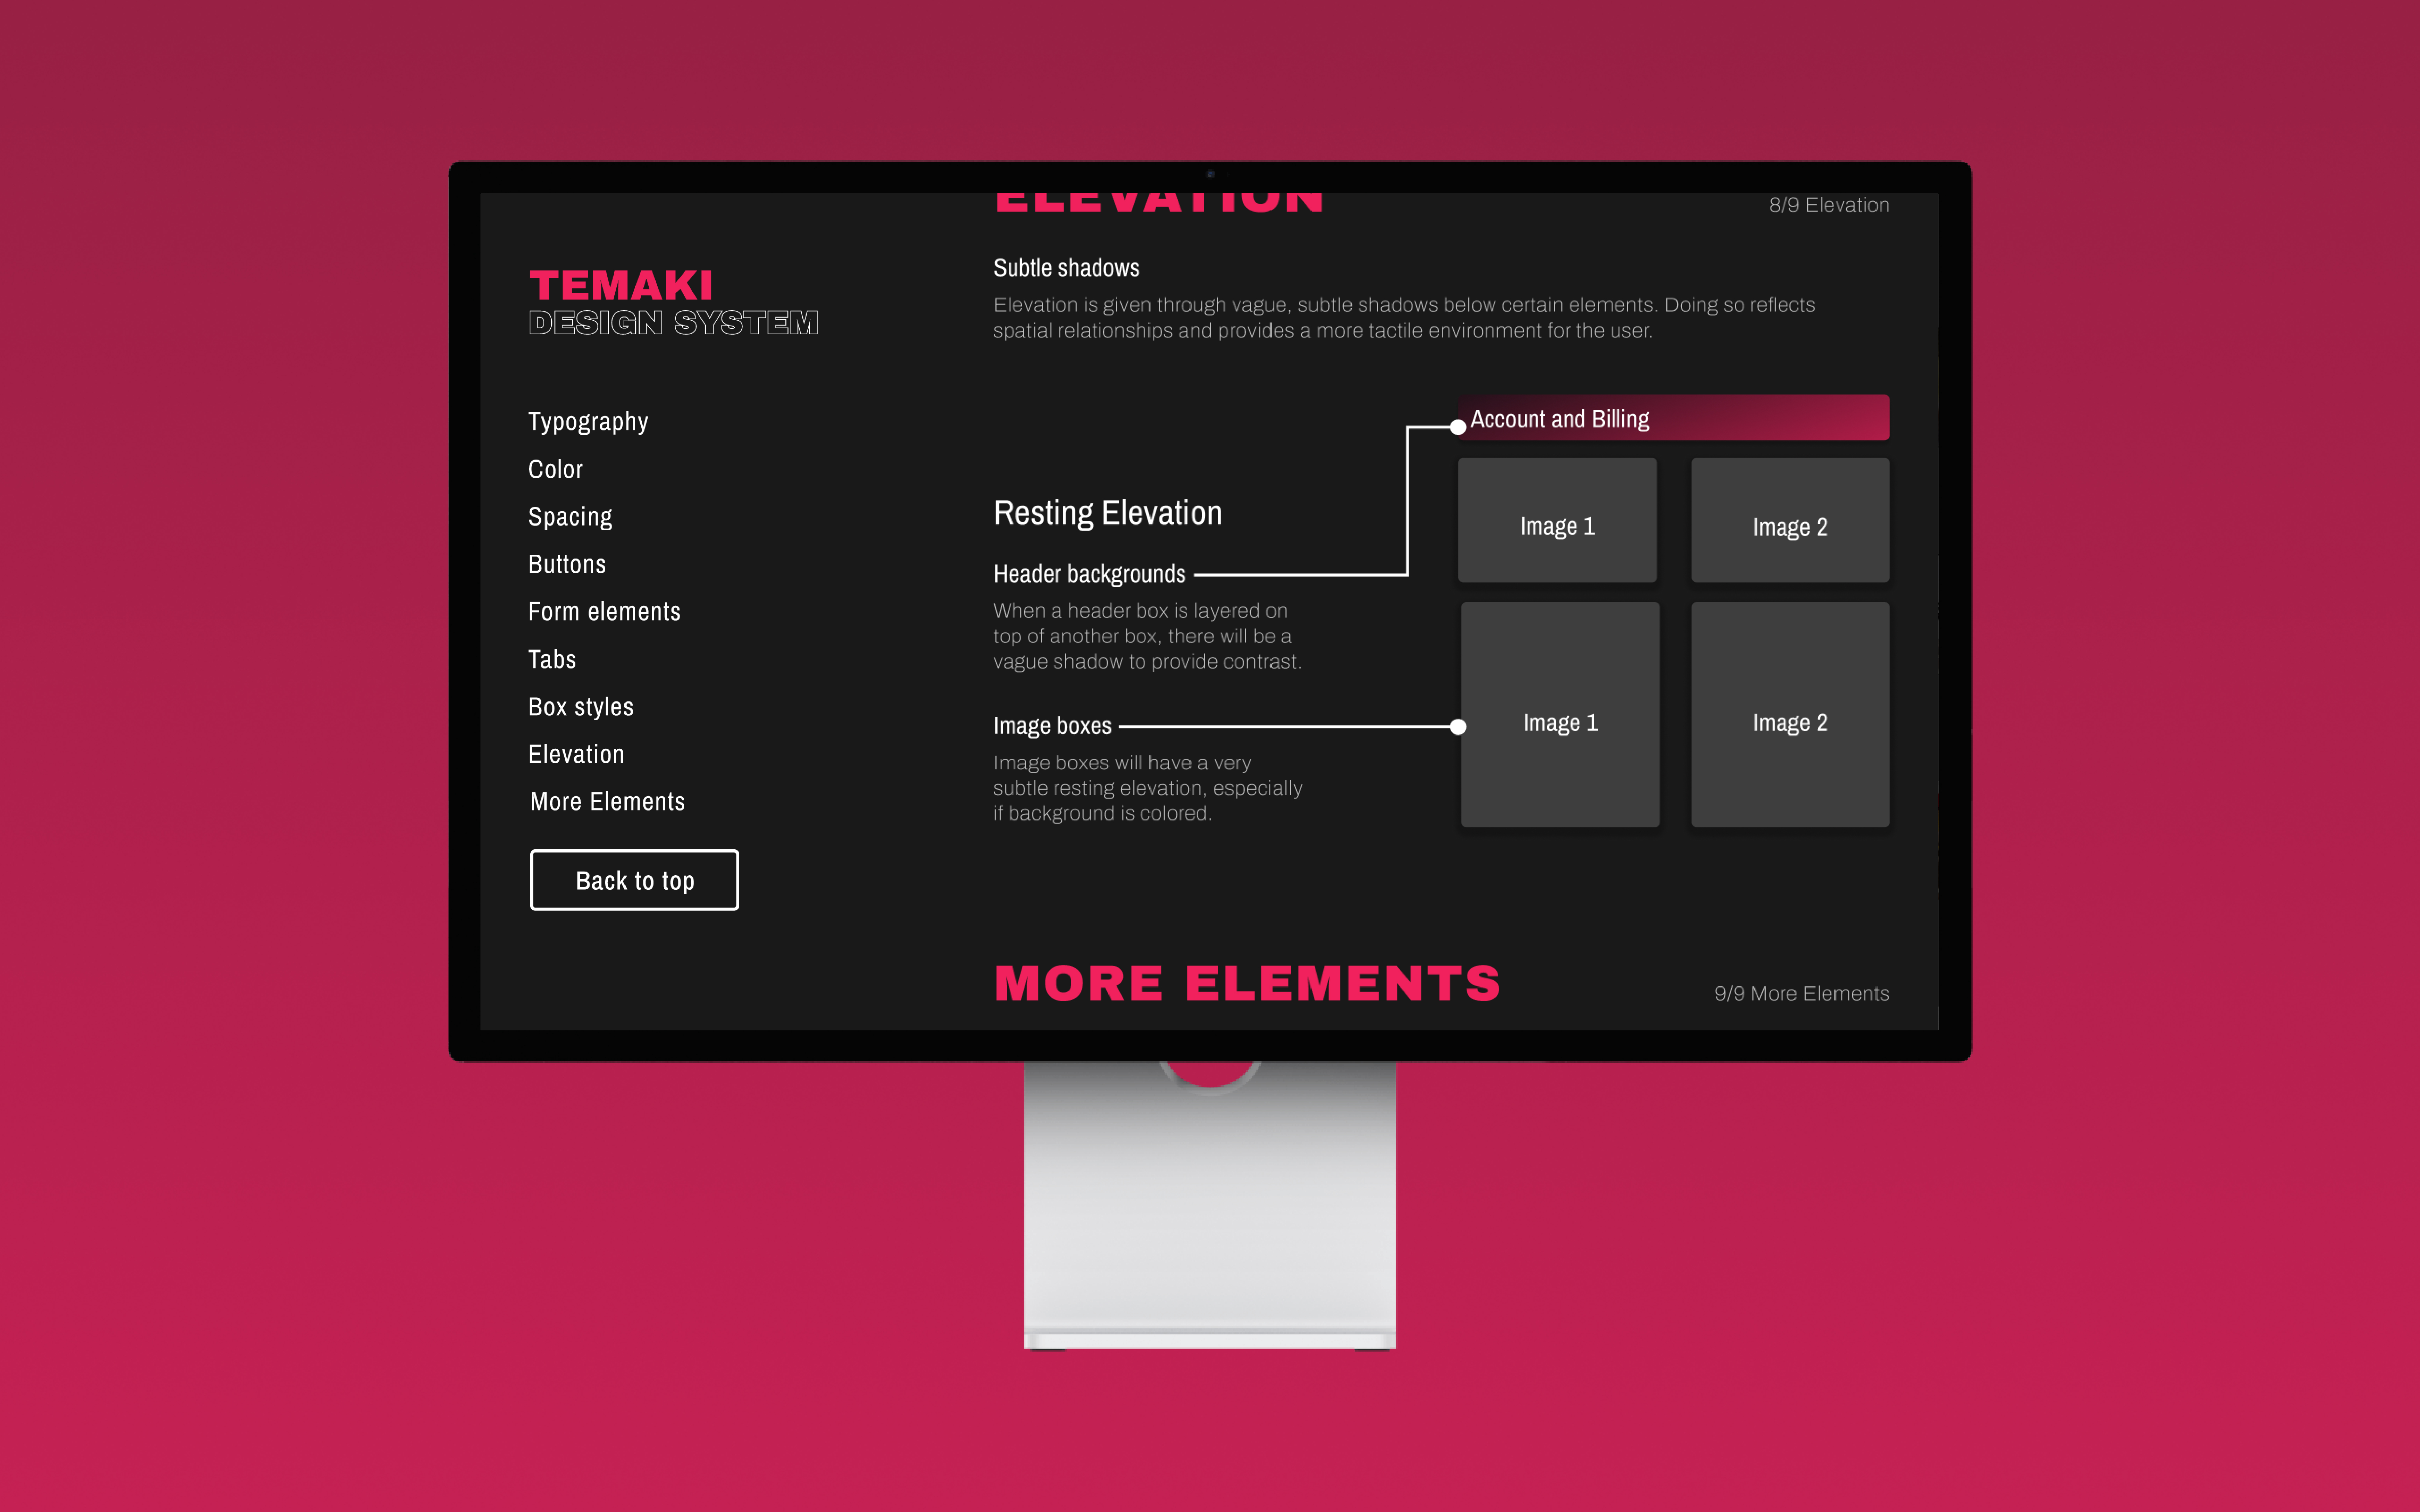 ELEVATION
8/9 Elevation
TEMAKI
DESIGN SYSTEM
Typography
Color
Spacing
Buttons
Form elements
Tabs
Box styles
Elevation
More Elements
Back to top
Subtle shadows
Elevation is given through vague, subtle shadows below certain elements. Doing so reflects
spatial relationships and provides a more tactile environment for the user.
Resting Elevation
Header backgrounds
When a header box is layered on
top of another box, there will be a
vague shadow to provide contrast.
Image boxes
Image boxes will have a very
subtle resting elevation, especially
if background is colored.
Account and Billing
Image 1
Image 2
Image 1
Image 2
MORE ELEMENTS
9/9 More Elements